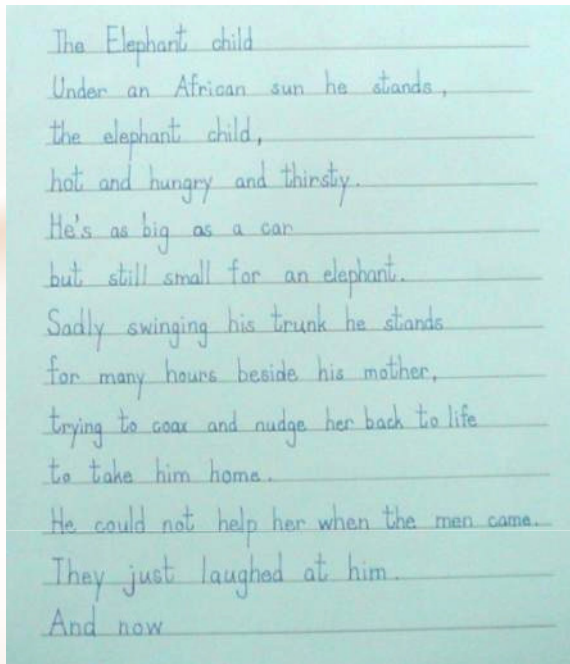 The Elephant child
Under an African sun he stands,
the elephant child,
hot and hungry and thirsty.
He's as big as a car
but still small for an elephant.
Sadly swinging his trunk he stands
for many hours beside his mother,
trying to coax and nudge her back to life
to take him home.
He could not help her when the men came.
They just laughed at him.
And now